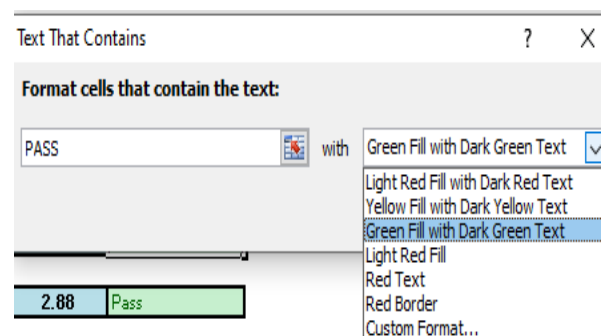 Text That Contains ? X
Format cells that contain the text:
PASS with Green Fill with Dark Green Text
Light Red Fill with Dark Red Text
Yellow Fill with Dark Yellow Text
Green Fill with Dark Green Text
Light Red Fill
Red Text
Red Border
Custom Format...
2.88 Pass